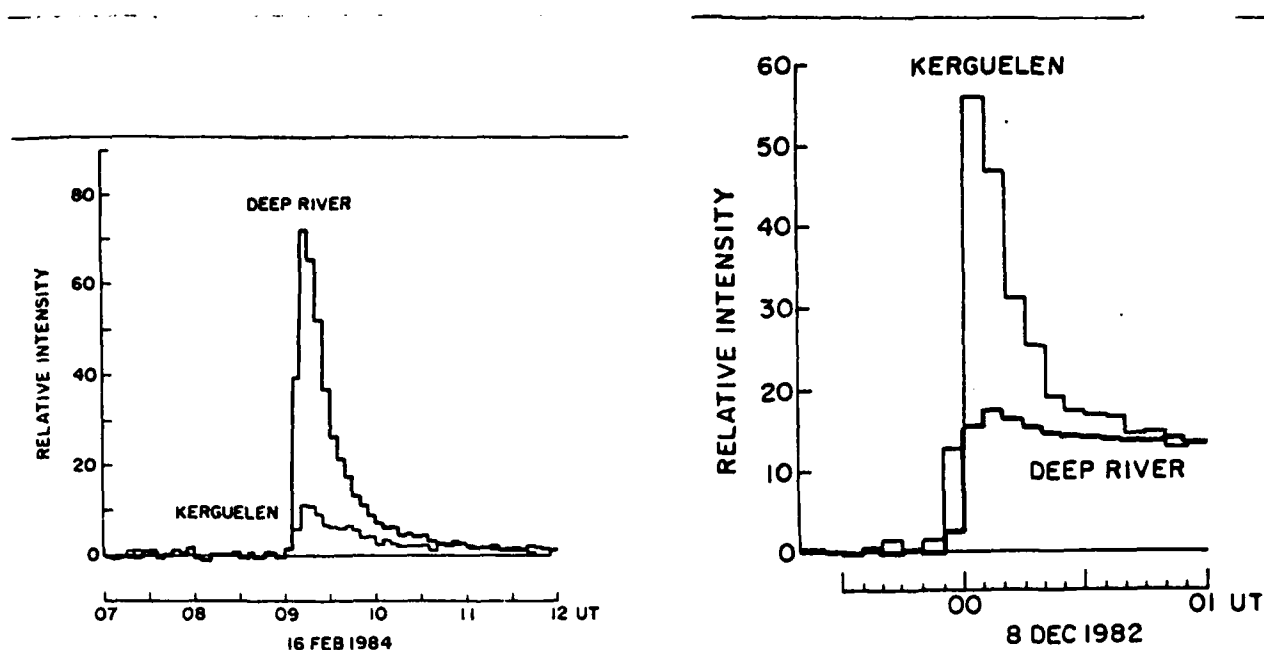 DEEP RIVER
KERGUELEN
RELATIVE INTENSITY
80
60
40
20
0
07 08 09 10 11 12 UT
16 FEB 1984
KERGUELEN
DEEP RIVER
RELATIVE INTENSITY
60
50
40
30
20
10
0
00 01 UT
8 DEC 1982